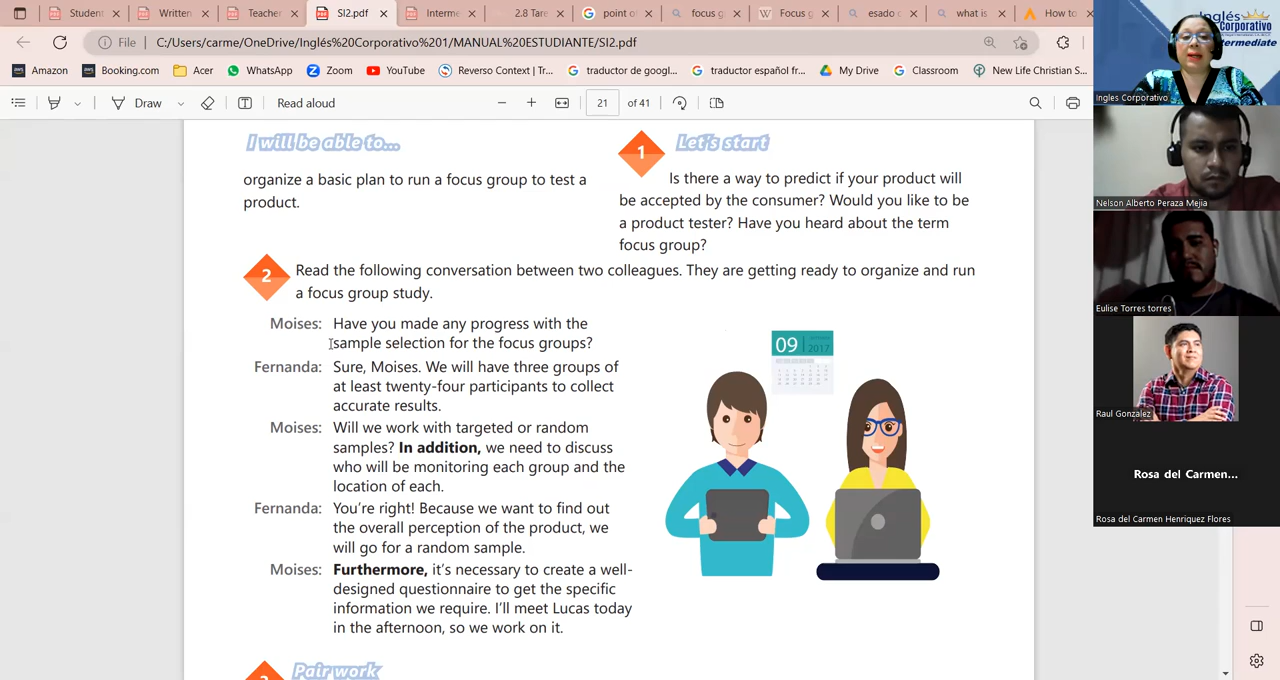 Student
Written
Teacher
SI2.pdf
Interme
2.8 Tare
point o
focus g
Focus g
esado c
what is
How to
File C:/Users/carme/OneDrive/Inglés%20Corporativo%201/MANUAL%20ESTUDIANTE/SI2.pdf
Amazon Booking.com Acer WhatsApp Zoom YouTube Reverso Context | Tr... traductor de googl... traductor español fr... My Drive Classroom New Life Christian S...
Draw Read aloud 21 of 41
I will be able to...
organize a basic plan to run a focus group to test a
product.
1 Let's start
Is there a way to predict if your product will
be accepted by the consumer? Would you like to be
a product tester? Have you heard about the term
focus group?
2 Read the following conversation between two colleagues. They are getting ready to organize and run
a focus group study.
Moises: Have you made any progress with the
sample selection for the focus groups?
Fernanda: Sure, Moises. We will have three groups of
at least twenty-four participants to collect
accurate results.
Moises: Will we work with targeted or random
samples? In addition, we need to discuss
who will be monitoring each group and the
location of each.
Fernanda: You're right! Because we want to find out
the overall perception of the product, we
will go for a random sample.
Moises: Furthermore, it's necessary to create a well-
designed questionnaire to get the specific
information we require. I'll meet Lucas today
in the afternoon, so we work on it.
09 2017
Pair work
Inglés
Corporativo
Intermediate
Ingles Corporativo
Nelson Alberto Peraza Mejia
Eulise Torres torres
Raul Gonzalez
Rosa del Carmen...
Rosa del Carmen Henriquez Flores